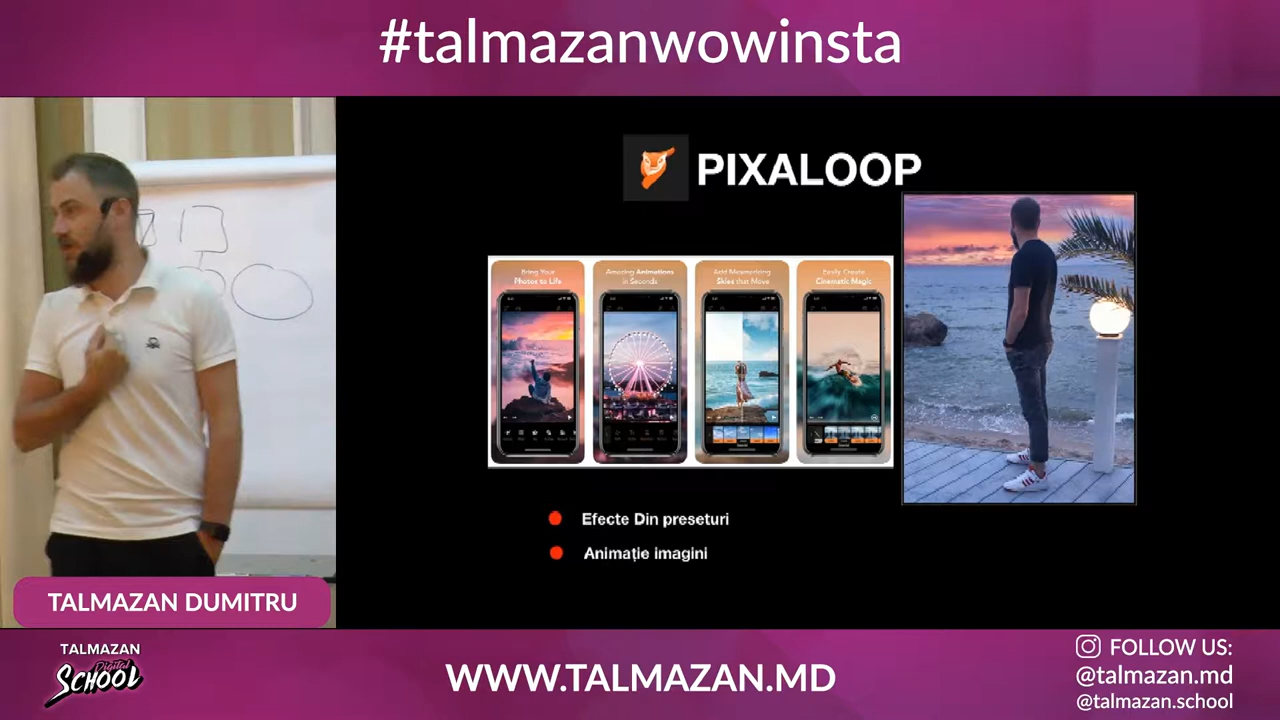 #talmazanwowinsta
PIXALOOP
Bring Your
Photos to Life
Amazing Animations
in Seconds
Add Mesmerizing
Skies that Move
Easily Create
Cinematic Magic
Efecte Din preseturi
Animație imagini
TALMAZAN DUMITRU
TALMAZAN
Digital
SCHOOL
WWW.TALMAZAN.MD
FOLLOW US:
@talmazan.md
@talmazan.school